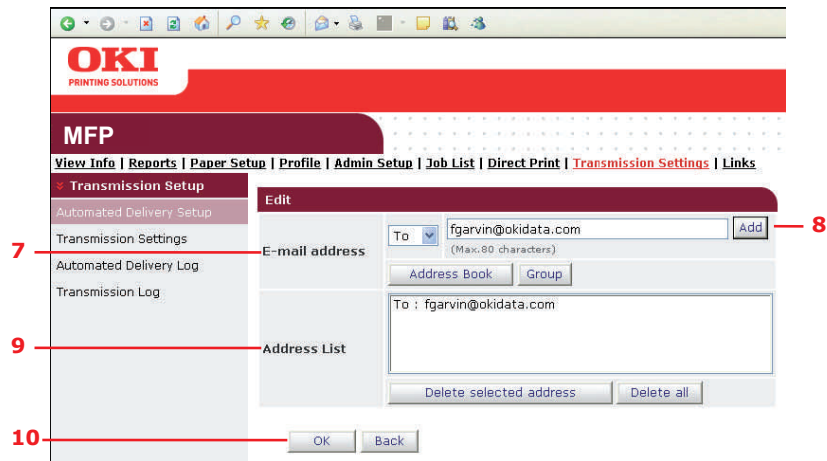 OKI
PRINTING SOLUTIONS
MFP
View Info | Reports | Paper Setup | Profile | Admin Setup | Job List | Direct Print | Transmission Settings | Links
Transmission Setup
Automated Delivery Setup
Transmission Settings
Automated Delivery Log
Transmission Log
Edit
7
E-mail address
To
fgarvin@okidata.com
Add
8
(Max.80 characters)
Address Book
Group
9
Address List
To : fgarvin@okidata.com
Delete selected address
Delete all
10
OK
Back